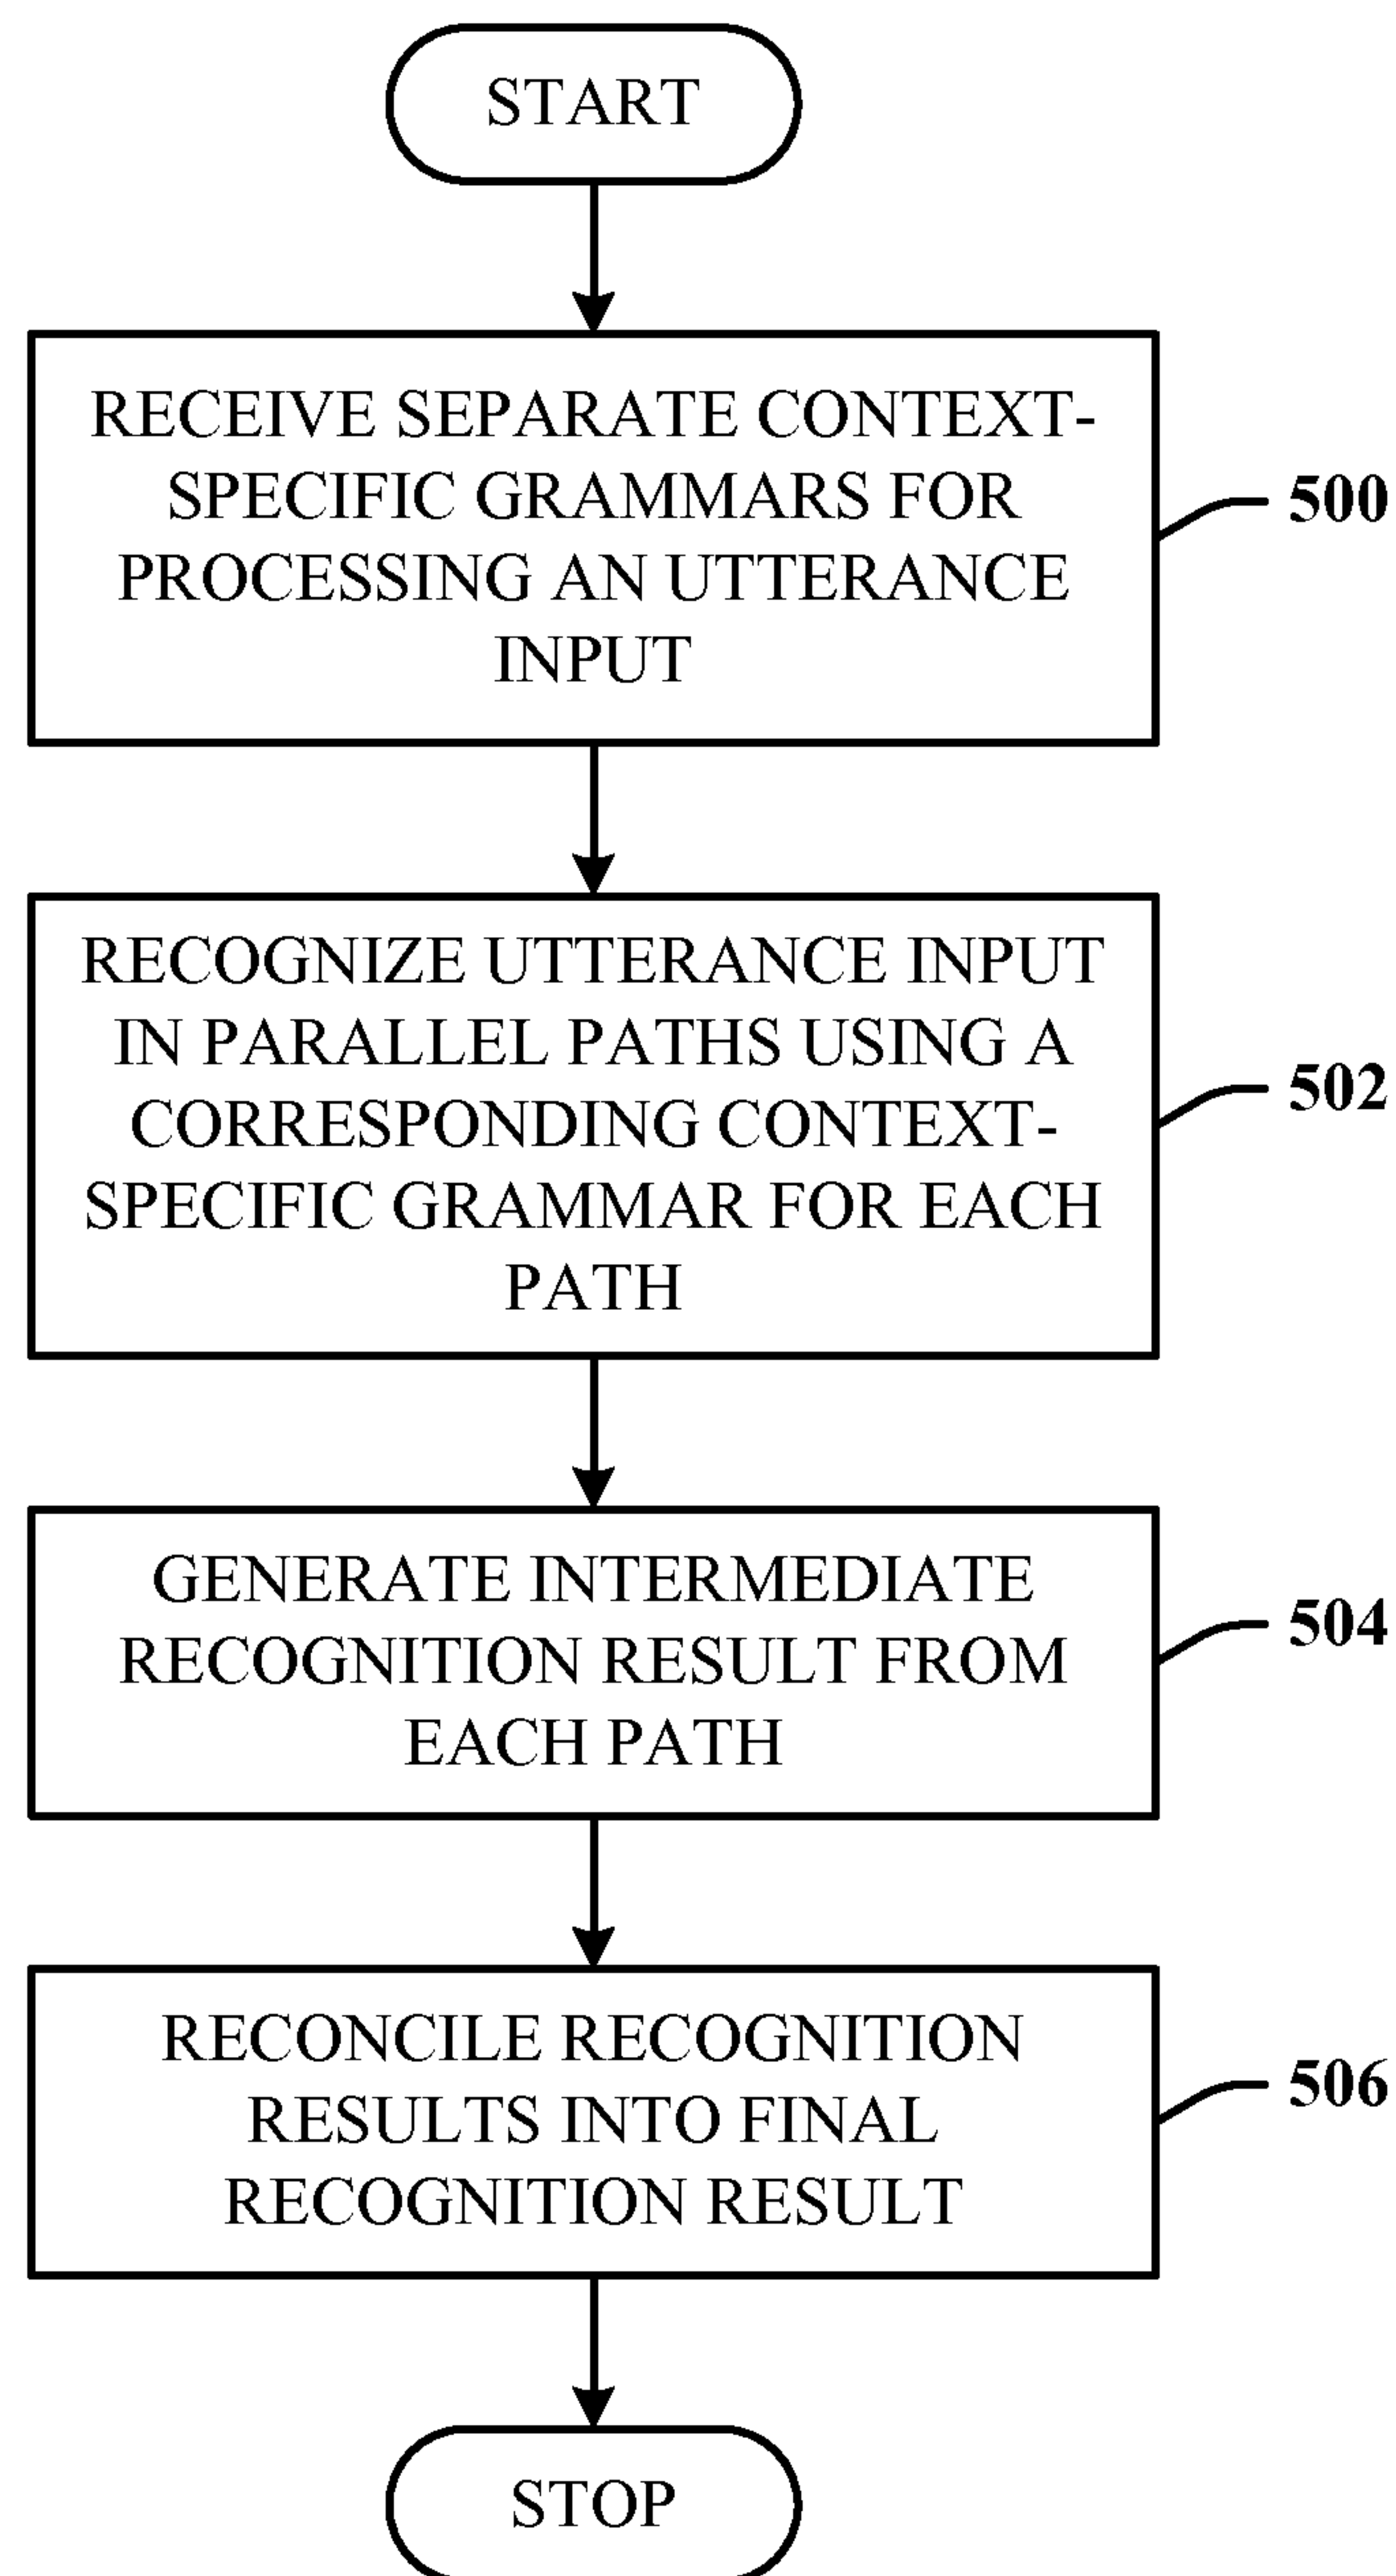 START
RECEIVE SEPARATE CONTEXT-
SPECIFIC GRAMMARS FOR
PROCESSING AN UTTERANCE
INPUT
500
RECOGNIZE UTTERANCE INPUT
IN PARALLEL PATHS USING A
CORRESPONDING CONTEXT-
SPECIFIC GRAMMAR FOR EACH
PATH
502
GENERATE INTERMEDIATE
RECOGNITION RESULT FROM
EACH PATH
504
RECONCILE RECOGNITION
RESULTS INTO FINAL
RECOGNITION RESULT
506
STOP